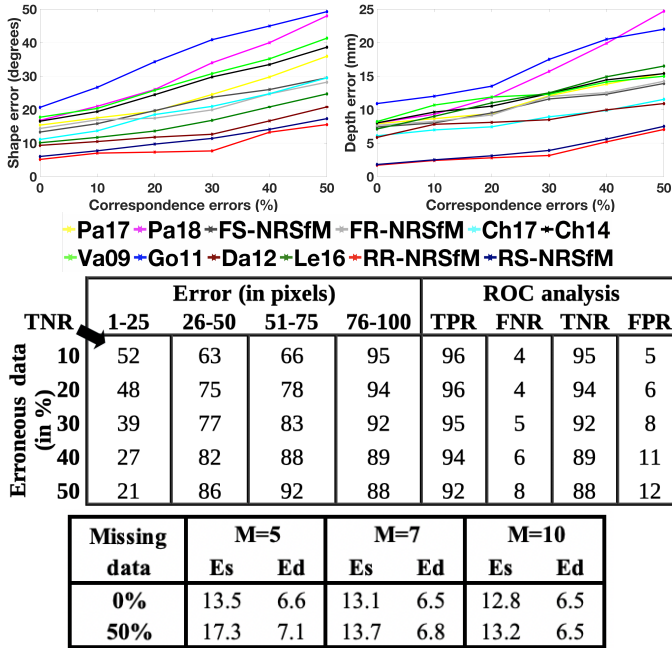 50
40
30
20
10
0
Shape error (degrees)
0 10 20 30 40 50
Correspondence errors (%)
25
20
15
10
5
0
Depth error (mm)
0 10 20 30 40 50
Correspondence errors (%)
Pa17 Pa18 FS-NRSfM FR-NRSfM Ch17 Ch14
Va09 Go11 Da12 Le16 RR-NRSfM RS-NRSfM
Error (in pixels) ROC analysis
TNR 1-25 26-50 51-75 76-100 TPR FNR TNR FPR
Erroneous data
(in %)
10 52 63 66 95 96 4 95 5
20 48 75 78 94 96 4 94 6
30 39 77 83 92 95 5 92 8
40 27 82 88 89 94 6 89 11
50 21 86 92 88 92 8 88 12
Missing M=5 M=7 M=10
data Es Ed Es Ed Es Ed
0% 13.5 6.6 13.1 6.5 12.8 6.5
50% 17.3 7.1 13.7 6.8 13.2 6.5